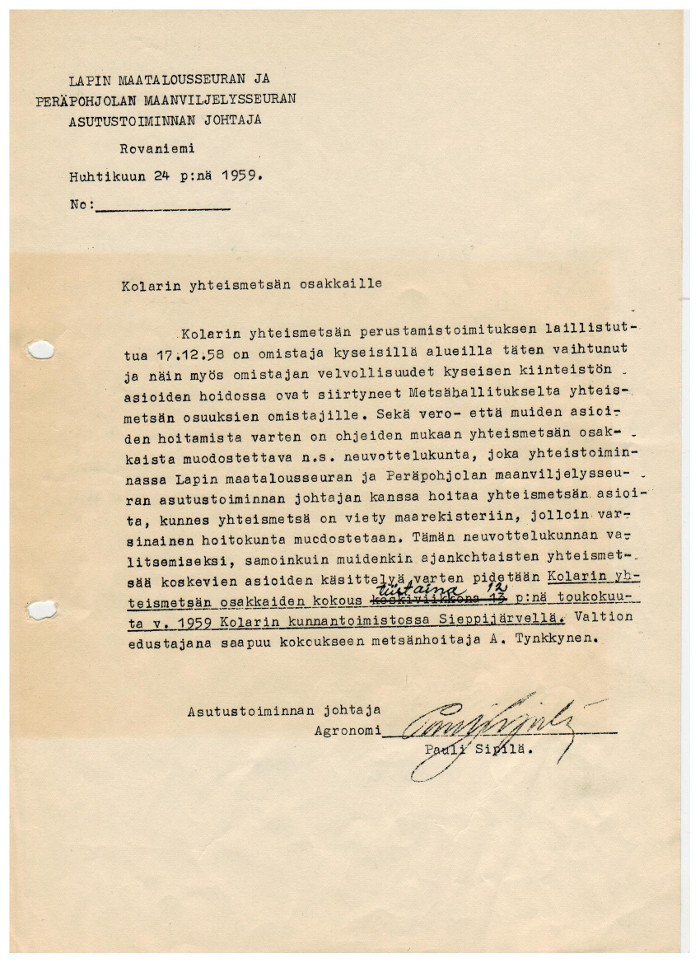 LAPIN MAATALOUSSEURAN JA
PERÄPOHJOLAN MAANVILJELYSSEURAN
ASUTUSTOIMINNAN JOHTAJA
Rovaniemi
Huhtikuun 24 p:nä 1959.
No:
Kolarin yhteismetsän osakkaille
Kolarin yhteismetsän perustamistoimituksen laillistut-
tua 17.12.58 on omistaja kyseisillä alueilla täten vaihtunut
ja näin myös omistajan velvollisuudet kyseisen kiinteistön
asioiden hoidossa ovat siirtyneet Metsähallitukselta yhteis-
metsän osuuksien omistajille. Sekä vero- että muiden asioi-
den hoitamista varten on ohjeiden mukaan yhteismetsän osak-
kaista muodostettava n.s. neuvottelukunta, joka yhteistoimin-
nassa Lapin maatalousseuran ja Peräpohjolan maanviljelysseu-
ran asutustoiminnan johtajan kanssa hoitaa yhteismetsän asioi-
ta, kunnes yhteismetsä on viety maarekisteriin, jolloin var-
sinainen hoitokunta muodostetaan. Tämän neuvottelukunnan va-
litsemiseksi, samoinkuin muidenkin ajankohtaisten yhteismet-
sää koskevien asioiden käsittelyä varten pidetään Kolarin yh-
tiistaina 12
teismetsän osakkaiden kokous keskiviikkona 13 p:nä toukokuu-
ta v. 1959 Kolarin kunnantoimistossa Sieppijärvellä. Valtion
edustajana saapuu kokoukseen metsänhoitaja A. Tynkkynen.
Asutustoiminnan johtaja
Agronomi
Pauli Sipilä.